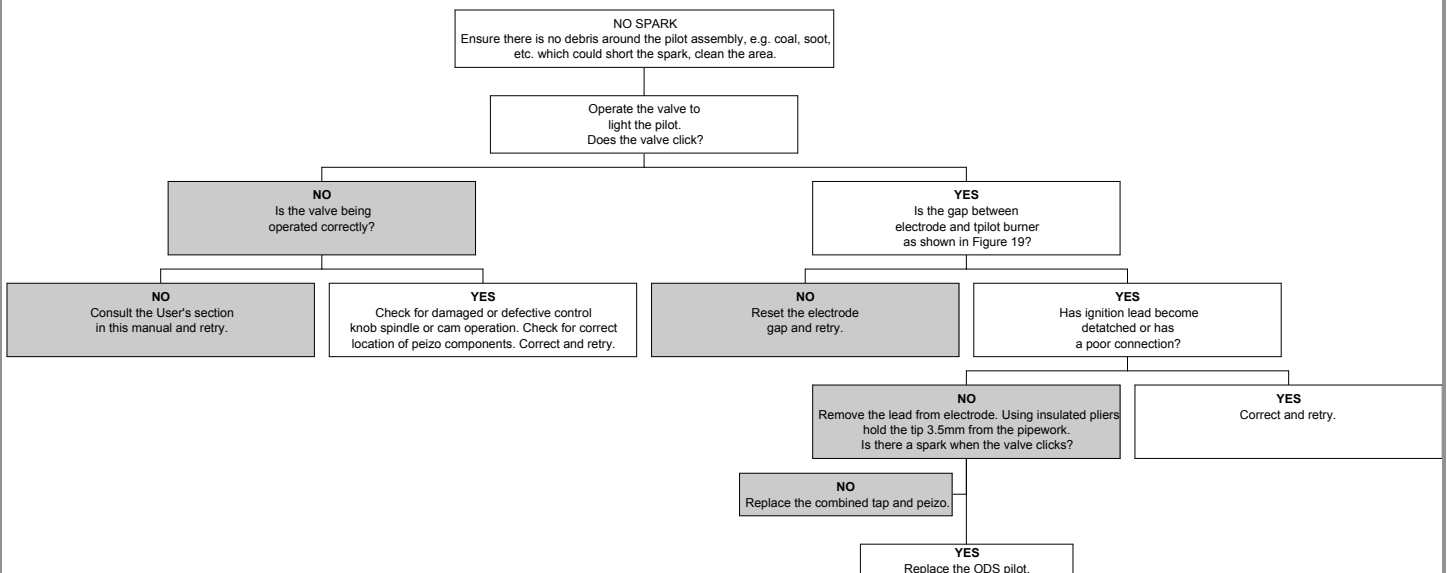 NO SPARK
Ensure there is no debris around the pilot assembly, e.g. coal, soot,
etc. which could short the spark, clean the area.
Operate the valve to
light the pilot.
Does the valve click?
NO
Is the valve being
operated correctly?
YES
Is the gap between
electrode and tpilot burner
as shown in Figure 19?
NO
Consult the User's section
in this manual and retry.
YES
Check for damaged or defective control
knob spindle or cam operation. Check for correct
location of peizo components. Correct and retry.
NO
Reset the electrode
gap and retry.
YES
Has ignition lead become
detatched or has
a poor connection?
NO
Remove the lead from electrode. Using insulated pliers
hold the tip 3.5mm from the pipework.
Is there a spark when the valve clicks?
YES
Correct and retry.
NO
Replace the combined tap and peizo.
YES
Replace the ODS pilot.